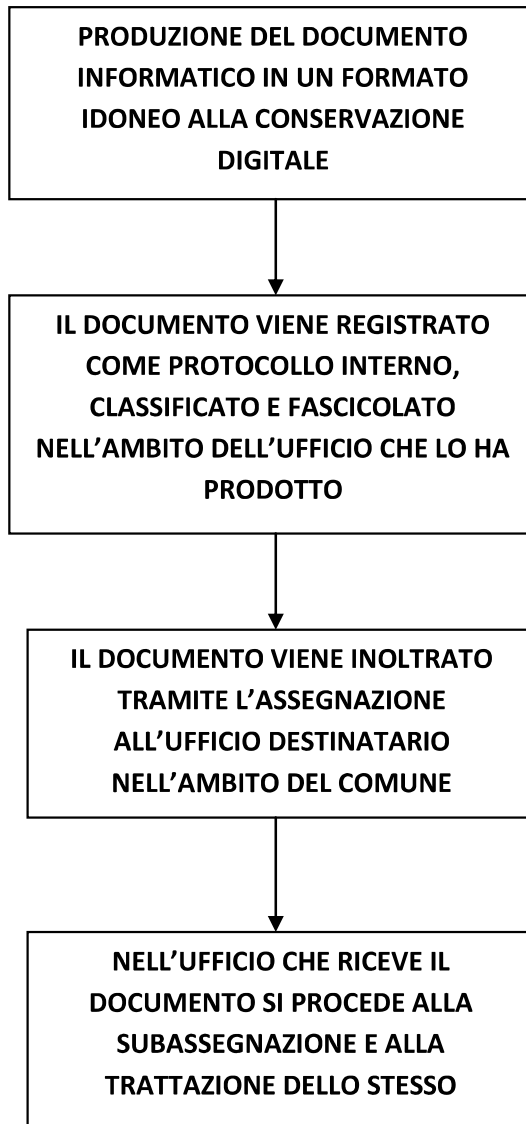 PRODUZIONE DEL DOCUMENTO
INFORMATICO IN UN FORMATO
IDONEO ALLA CONSERVAZIONE
DIGITALE
IL DOCUMENTO VIENE REGISTRATO
COME PROTOCOLLO INTERNO,
CLASSIFICATO E FASCICOLATO
NELL’AMBITO DELL’UFFICIO CHE LO HA
PRODOTTO
IL DOCUMENTO VIENE INOLTRATO
TRAMITE L’ASSEGNAZIONE
ALL’UFFICIO DESTINATARIO
NELL’AMBITO DEL COMUNE
NELL’UFFICIO CHE RICEVE IL
DOCUMENTO SI PROCEDE ALLA
SUBASSEGNAZIONE E ALLA
TRATTAZIONE DELLO STESSO